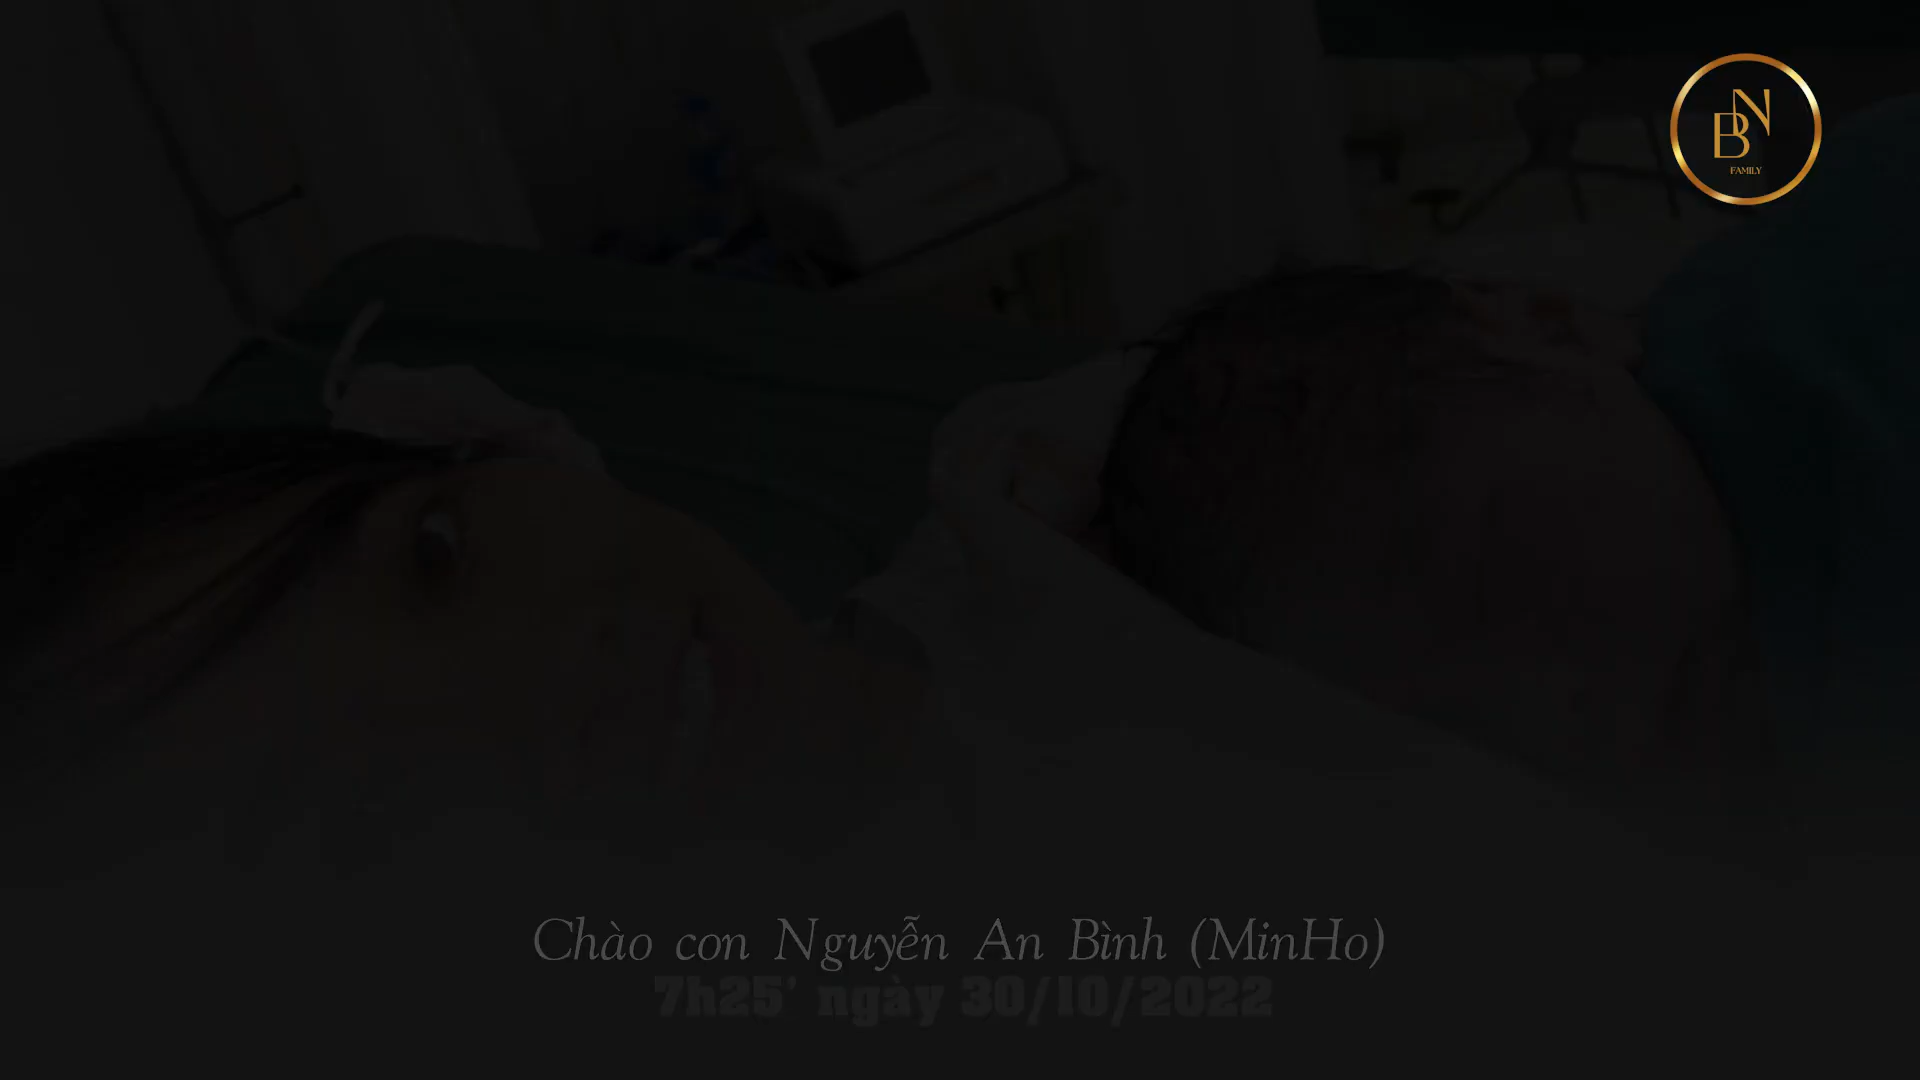 BN
FAMILY
Chào con Nguyễn An Bình (MinHo)
7h25' ngày 30/10/2022